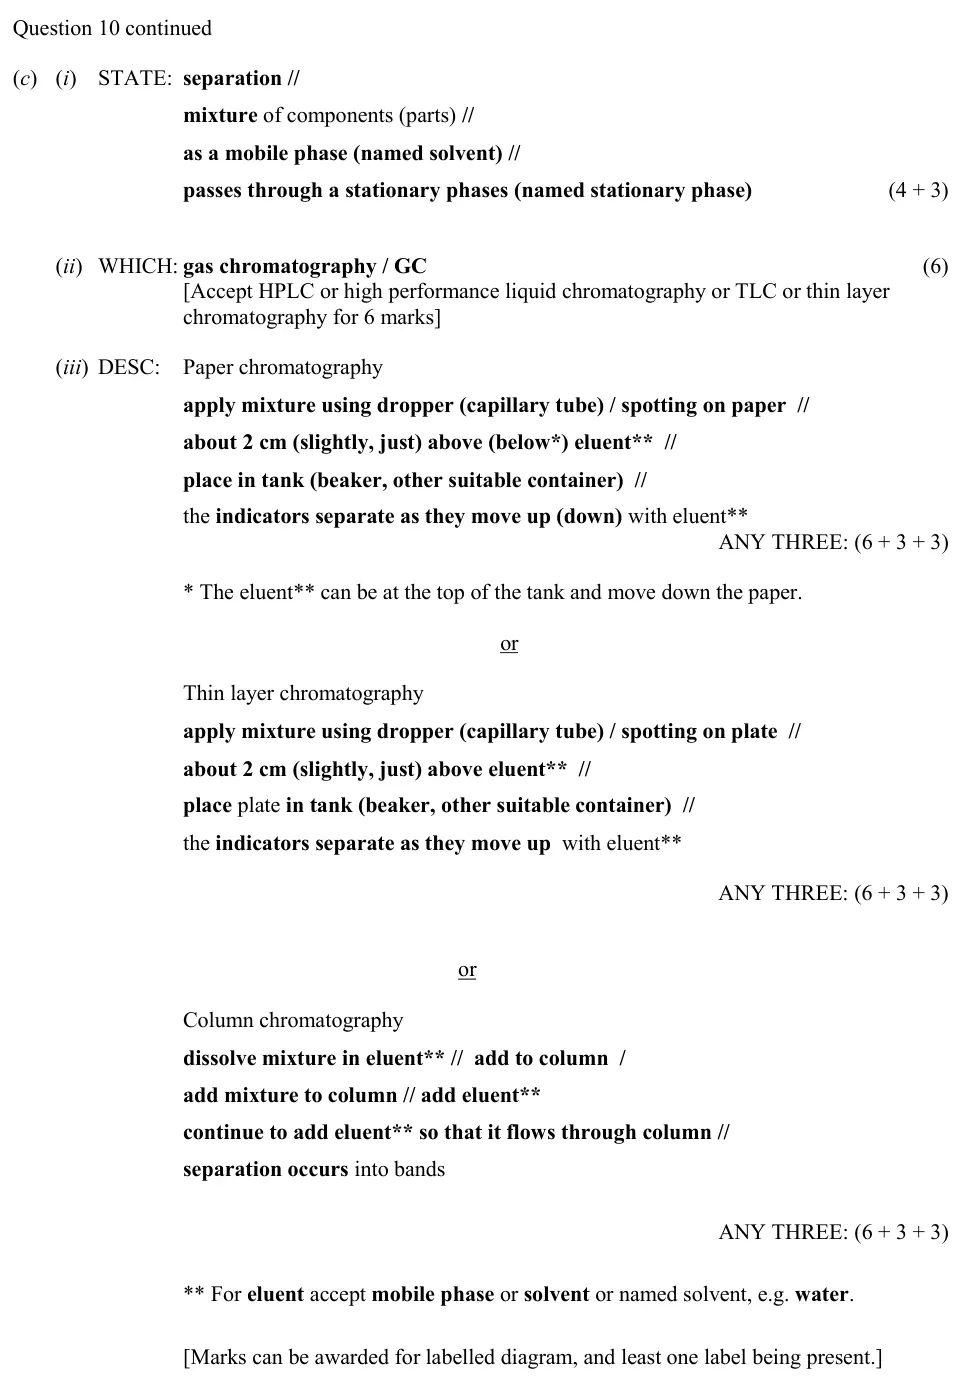 Question 10 continued
(c) (i) STATE: separation //
mixture of components (parts) //
as a mobile phase (named solvent) //
passes through a stationary phases (named stationary phase) (4 + 3)
(ii) WHICH: gas chromatography / GC (6)
[Accept HPLC or high performance liquid chromatography or TLC or thin layer
chromatography for 6 marks]
(iii) DESC: Paper chromatography
apply mixture using dropper (capillary tube) / spotting on paper //
about 2 cm (slightly, just) above (below*) eluent** //
place in tank (beaker, other suitable container) //
the indicators separate as they move up (down) with eluent**
ANY THREE: (6 + 3 + 3)
* The eluent** can be at the top of the tank and move down the paper.
or
Thin layer chromatography
apply mixture using dropper (capillary tube) / spotting on plate //
about 2 cm (slightly, just) above eluent** //
place plate in tank (beaker, other suitable container) //
the indicators separate as they move up with eluent**
ANY THREE: (6 + 3 + 3)
or
Column chromatography
dissolve mixture in eluent** // add to column /
add mixture to column // add eluent**
continue to add eluent** so that it flows through column //
separation occurs into bands
ANY THREE: (6 + 3 + 3)
** For eluent accept mobile phase or solvent or named solvent, e.g. water.
[Marks can be awarded for labelled diagram, and least one label being present.]